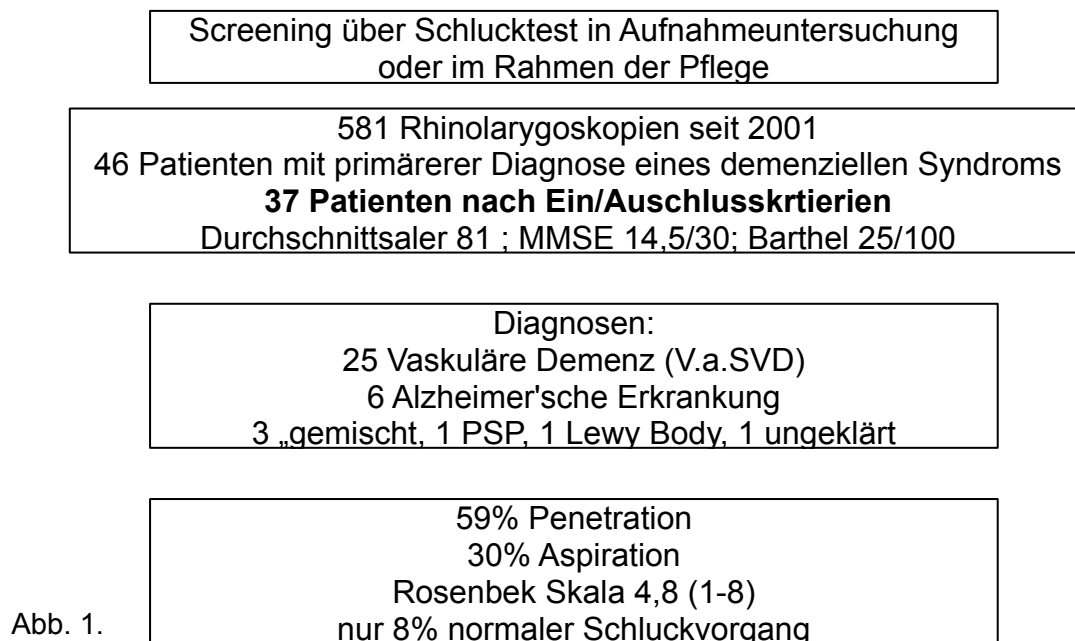 Screening über Schlucktest in Aufnahmeuntersuchung
oder im Rahmen der Pflege
581 Rhinolarygoskopien seit 2001
46 Patienten mit primärerer Diagnose eines demenziellen Syndroms
37 Patienten nach Ein/Auschlusskrtierien
Durchschnittsaler 81 ; MMSE 14,5/30; Barthel 25/100
Diagnosen:
25 Vaskuläre Demenz (V.a.SVD)
6 Alzheimer'sche Erkrankung
3 „gemischt, 1 PSP, 1 Lewy Body, 1 ungeklärt
59% Penetration
30% Aspiration
Rosenbek Skala 4,8 (1-8)
nur 8% normaler Schluckvorgang
Abb. 1.